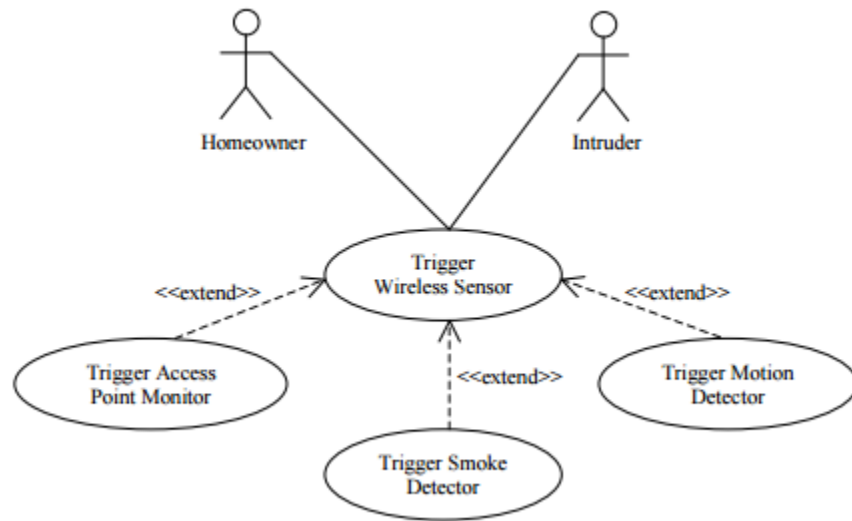 Homeowner
Intruder
Trigger
Wireless Sensor
<<extend>>
<<extend>>
Trigger Access
Point Monitor
<<extend>>
Trigger Motion
Detector
Trigger Smoke
Detector